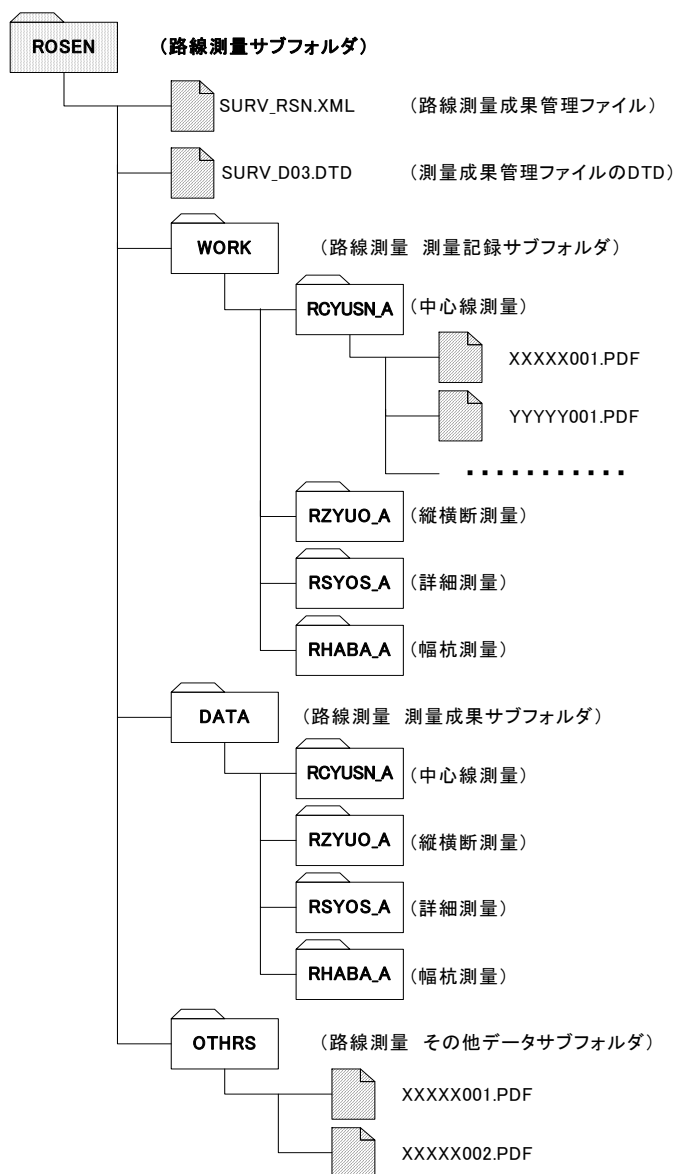 ROSEN （路線測量サブフォルダ）
SURV_RSN.XML （路線測量成果管理ファイル）
SURV_D03.DTD （測量成果管理ファイルのDTD）
WORK （路線測量 測量記録サブフォルダ）
RCYUSN_A （中心線測量）
XXXXX001.PDF
YYYYY001.PDF
・・・・・・・・・・・
RZYUO_A （縦横断測量）
RSYOS_A （詳細測量）
RHABA_A （幅杭測量）
DATA （路線測量 測量成果サブフォルダ）
RCYUSN_A （中心線測量）
RZYUO_A （縦横断測量）
RSYOS_A （詳細測量）
RHABA_A （幅杭測量）
OTHRS （路線測量 その他データサブフォルダ）
XXXXX001.PDF
XXXXX002.PDF